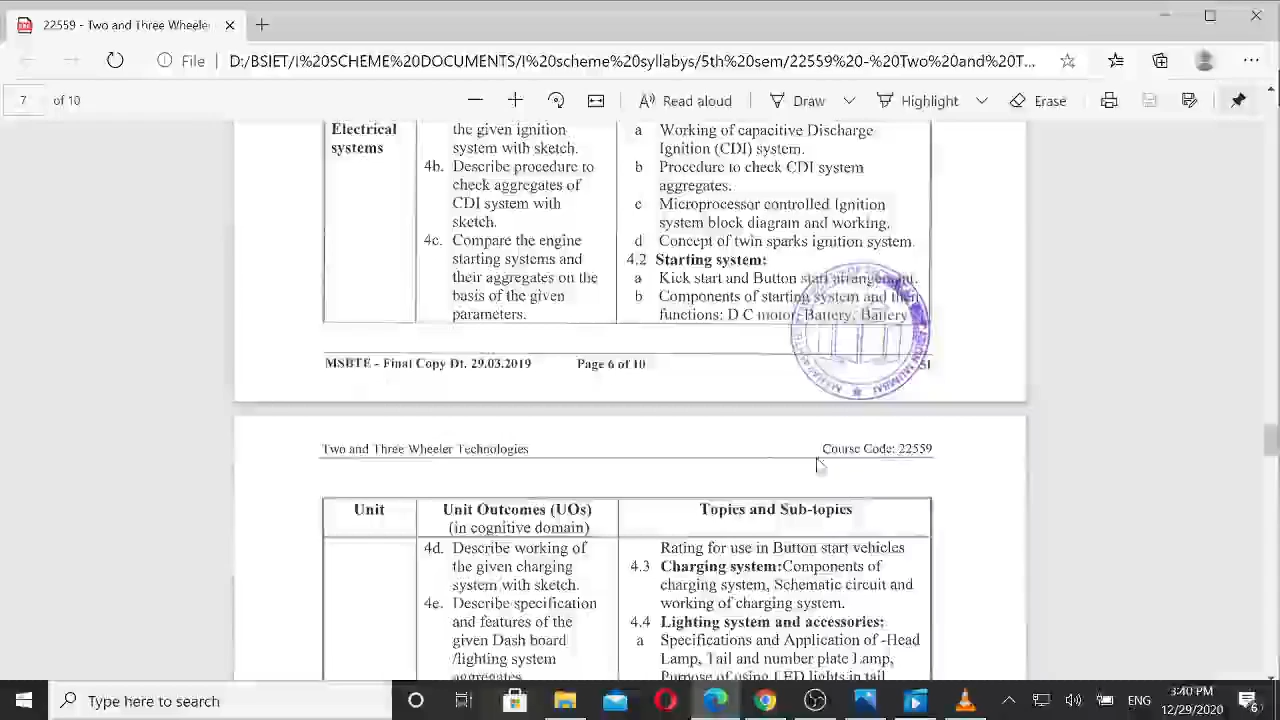 22559 - Two and Three Wheeler
File D:/BSIET/I%20SCHEME%20DOCUMENTS/I%20scheme%20syllabys/5th%20sem/22559%20-%20Two%20and%20T...
7 of 10 Read aloud Draw Highlight Erase
Electrical
systems
the given ignition
system with sketch.
4b. Describe procedure to
check aggregates of
CDI system with
sketch.
4c. Compare the engine
starting systems and
their aggregates on the
basis of the given
parameters.
a Working of capacitive Discharge
Ignition (CDI) system.
b Procedure to check CDI system
aggregates.
c Microprocessor controlled Ignition
system block diagram and working.
d Concept of twin sparks ignition system.
4.2 Starting system:
a Kick start and Button start arrangement.
b Components of starting system and their
functions: D C motor, Battery, Battery
MSBTE - Final Copy Dt. 29.03.2019 Page 6 of 10
Two and Three Wheeler Technologies Course Code: 22559
Unit Unit Outcomes (UOs) Topics and Sub-topics
(in cognitive domain)
4d. Describe working of
the given charging
system with sketch.
4e. Describe specification
and features of the
given Dash board
/lighting system
aggregates
Rating for use in Button start vehicles
4.3 Charging system:Components of
charging system, Schematic circuit and
working of charging system.
4.4 Lighting system and accessories:
a Specifications and Application of -Head
Lamp, Tail and number plate Lamp,
Purpose of using LED lights in tail
Type here to search
ENG
3:40 PM
12/29/2020